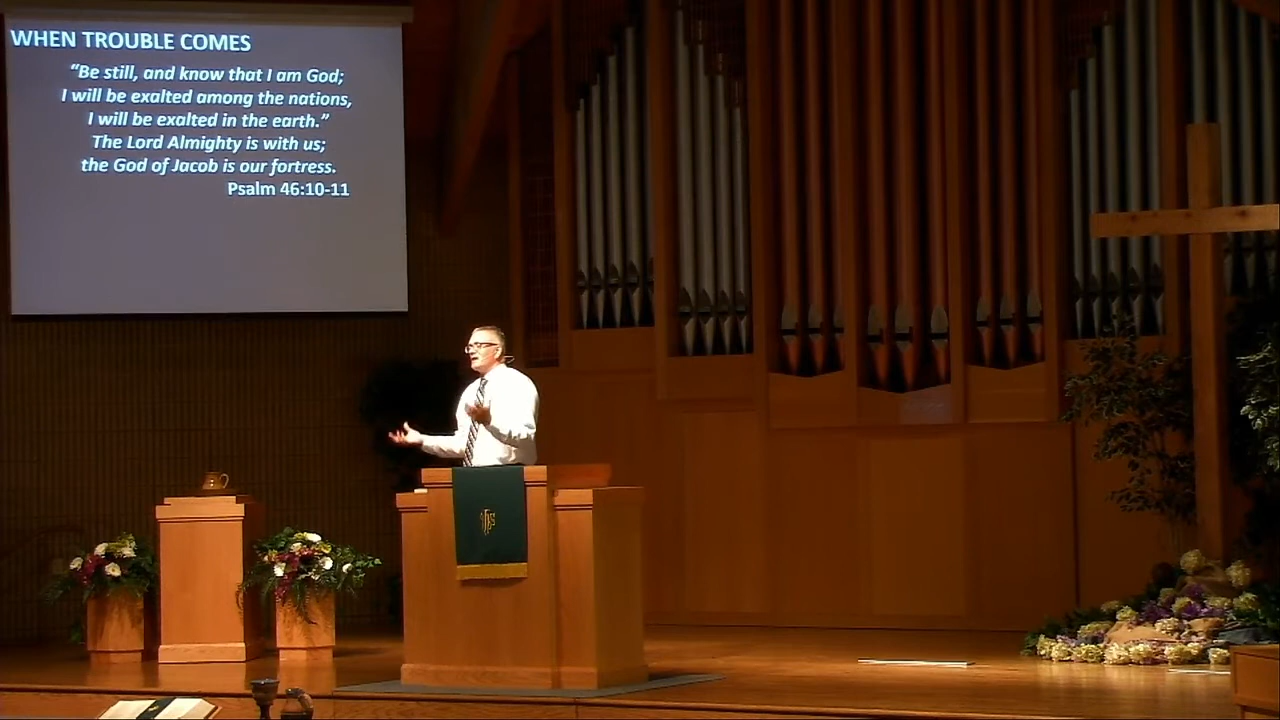 WHEN TROUBLE COMES
“Be still, and know that I am God;
I will be exalted among the nations,
I will be exalted in the earth.”
The Lord Almighty is with us;
the God of Jacob is our fortress.
Psalm 46:10-11
IHS